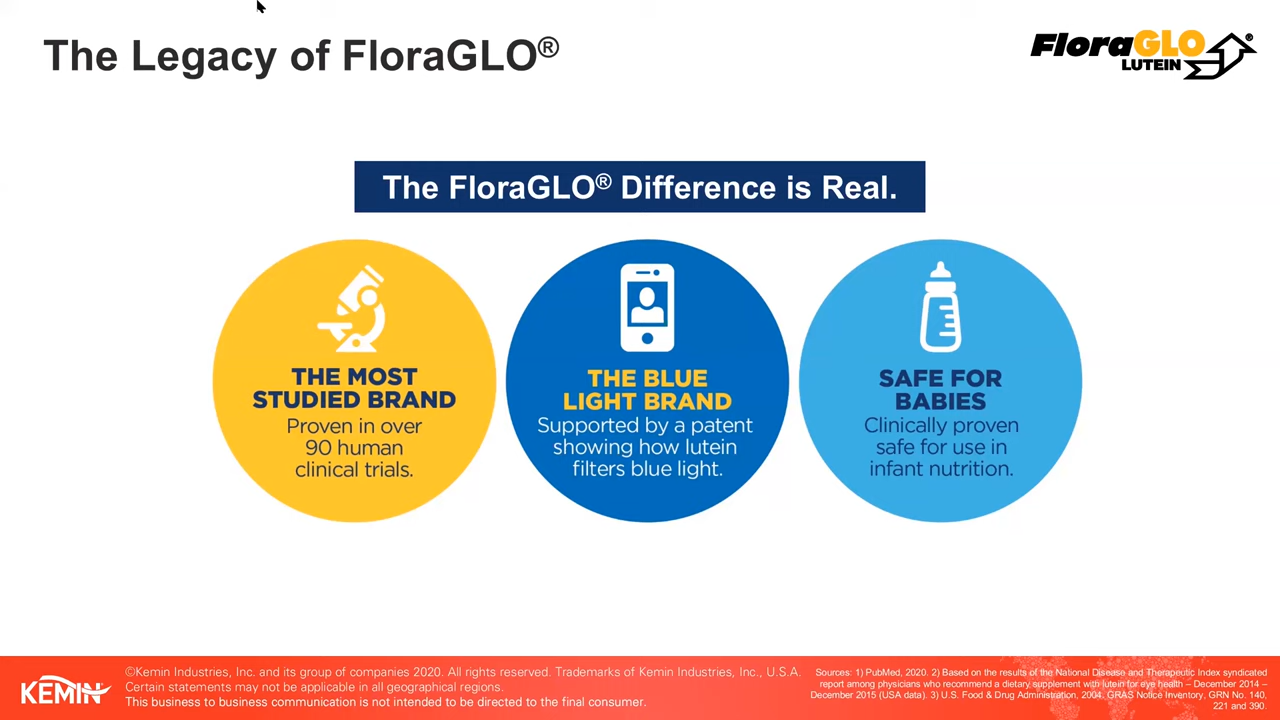 The Legacy of FloraGLO®
FloraGLO®
LUTEIN
The FloraGLO® Difference is Real.
THE MOST
STUDIED BRAND
Proven in over
90 human
clinical trials.
THE BLUE
LIGHT BRAND
Supported by a patent
showing how lutein
filters blue light.
SAFE FOR
BABIES
Clinically proven
safe for use in
infant nutrition.
KEMIN
©Kemin Industries, Inc. and its group of companies 2020. All rights reserved. Trademarks of Kemin Industries, Inc., U.S.A.
Certain statements may not be applicable in all geographical regions.
This business to business communication is not intended to be directed to the final consumer.
Sources: 1) PubMed, 2020. 2) Based on the results of the National Disease and Therapeutic Index syndicated
report among physicians who recommend a dietary supplement with lutein for eye health – December 2014 –
December 2015 (USA data). 3) U.S. Food & Drug Administration, 2004. GRAS Notice Inventory, GRN No. 140,
221 and 390.